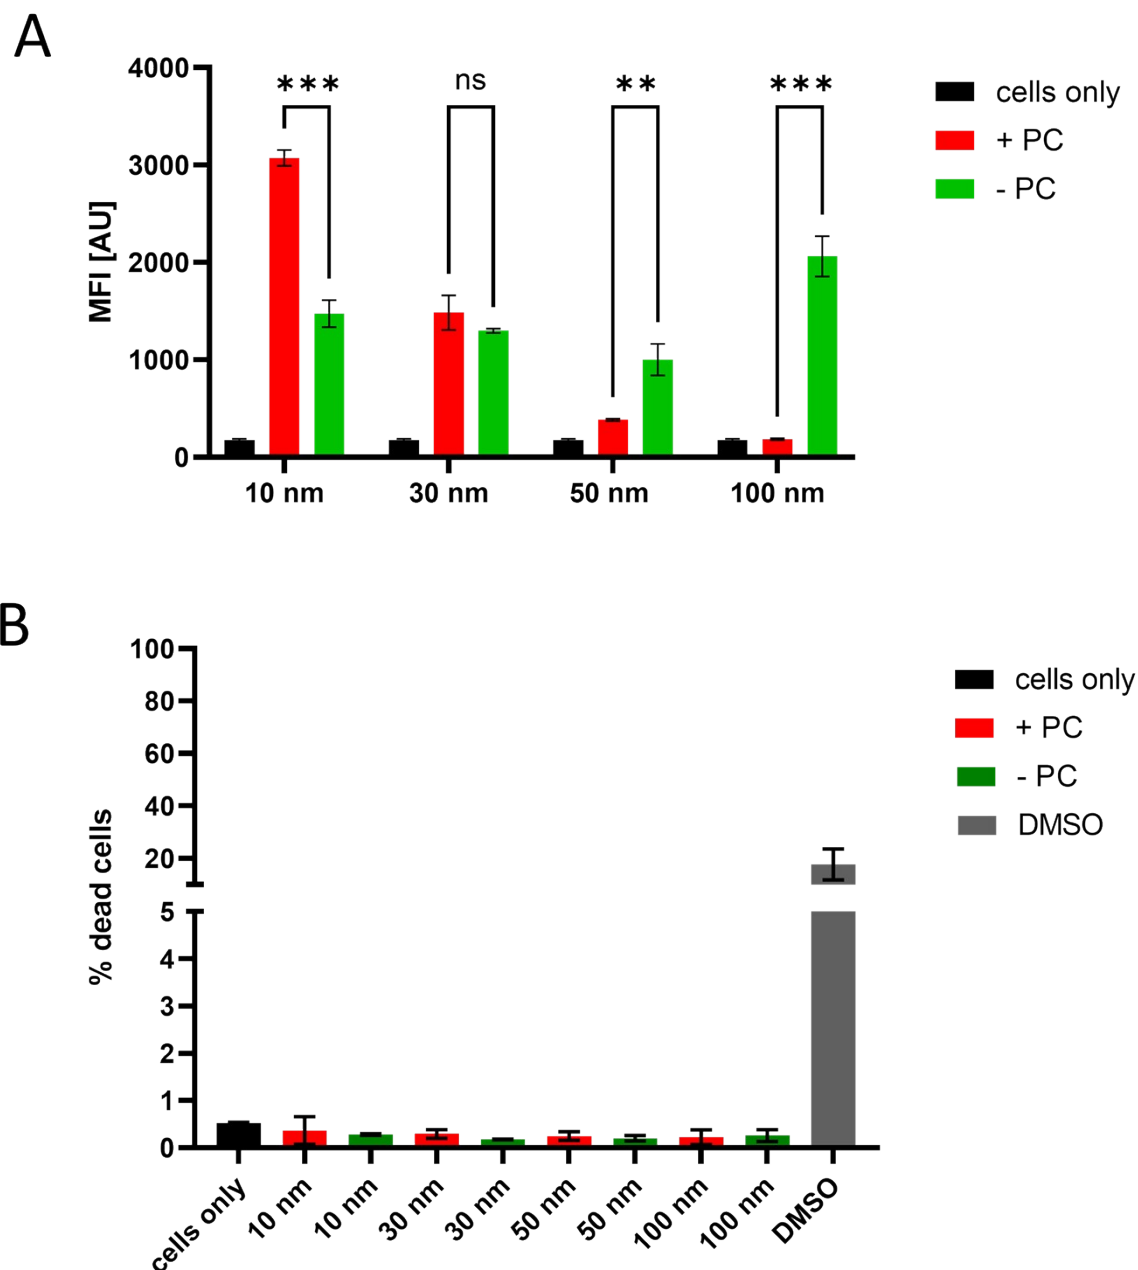 A
4000
3000
2000
1000
0
MFI [AU]
***
ns
**
***
10 nm
30 nm
50 nm
100 nm
cells only
+ PC
- PC
B
100
80
60
40
20
5
4
3
2
1
0
% dead cells
cells only
10 nm
10 nm
30 nm
30 nm
50 nm
50 nm
100 nm
100 nm
DMSO
cells only
+ PC
- PC
DMSO